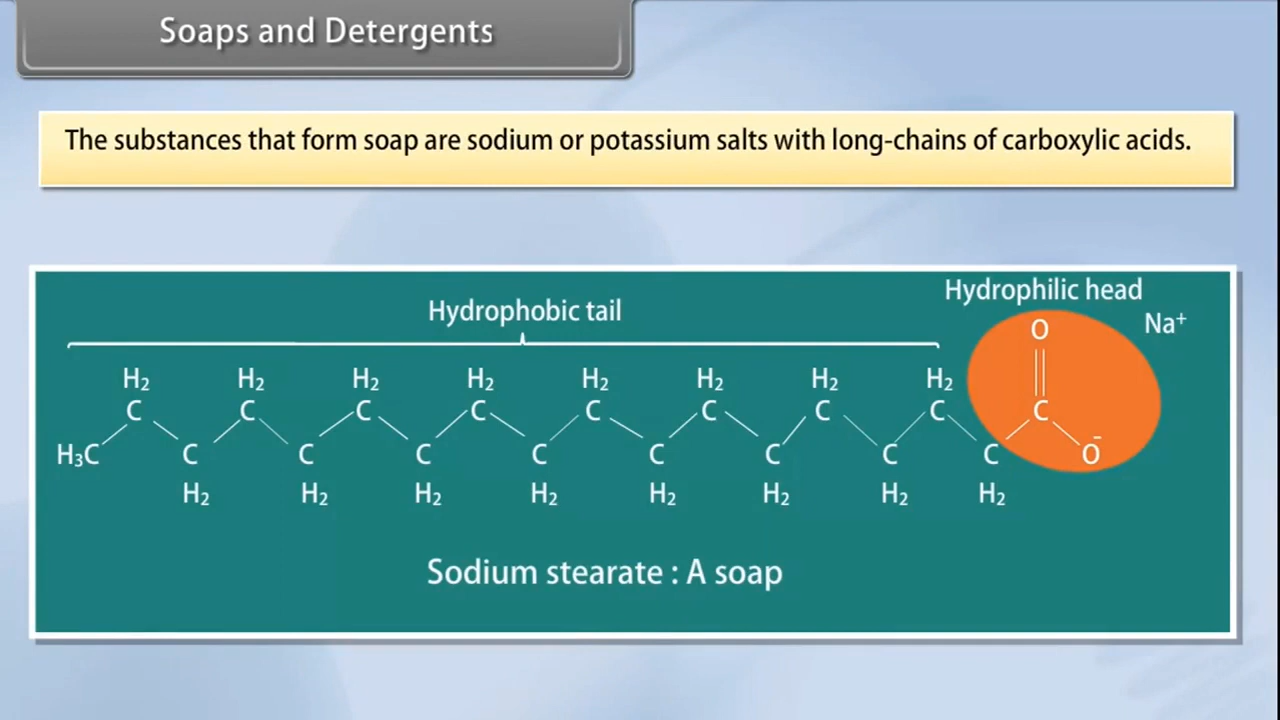 Soaps and Detergents
The substances that form soap are sodium or potassium salts with long-chains of carboxylic acids.
Hydrophilic head
Hydrophobic tail
Na⁺
O
H₂ H₂ H₂ H₂ H₂ H₂ H₂ H₂
C C C C C C C C C
H₃C C C C C C C C C O⁻
H₂ H₂ H₂ H₂ H₂ H₂ H₂ H₂
Sodium stearate : A soap